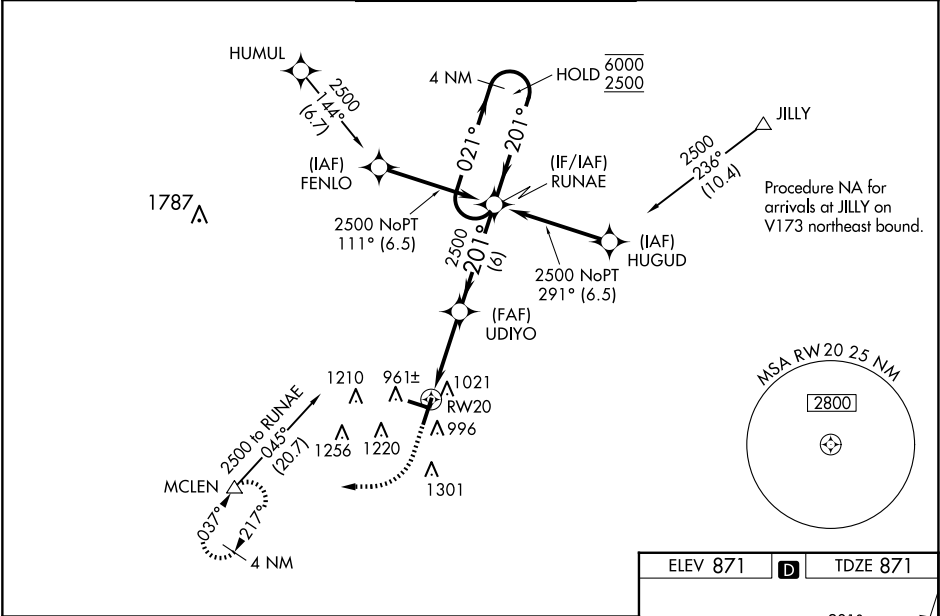 HUMUL
2500
144°
(6.7)
4 NM
HOLD 6000
2500
021°
201°
JILLY
2500
236°
(10.4)
(IAF)
FENLO
(IF/IAF)
RUNAE
Procedure NA for
arrivals at JILLY on
V173 northeast bound.
1787
2500 NoPT
111° (6.5)
2500
201°
(6)
(IAF)
HUGUD
2500 NoPT
291° (6.5)
(FAF)
UDIYO
MSA RW20 25 NM
2800
1210
961±
1021
RW20
996
1256
1220
1301
2500 to RUNAE
045°
(20.7)
MCLEN
037°
217°
4 NM
ELEV 871
D
TDZE 871